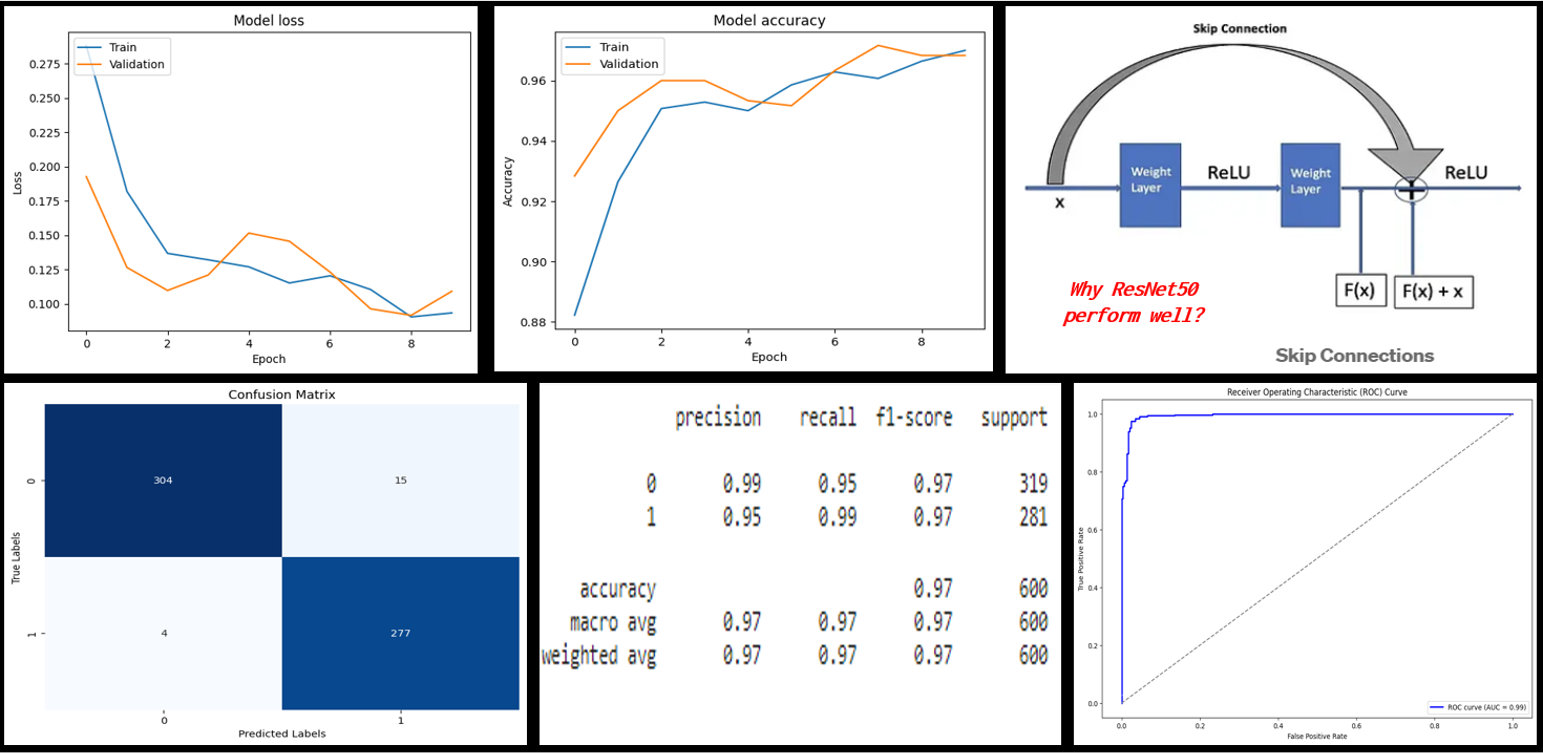 Model loss
Train
Validation
0.275
0.250
0.225
0.200
0.175
0.150
0.125
0.100
Loss
0 2 4 6 8
Epoch
Model accuracy
Train
Validation
0.96
0.94
0.92
0.90
0.88
Accuracy
0 2 4 6 8
Epoch
Skip Connection
Weight
Layer
ReLU
Weight
Layer
ReLU
x
F(x)
F(x) + x
Why ResNet50
perform well?
Skip Connections
Confusion Matrix
304 15
4 277
0
1
True Labels
0 1
Predicted Labels
precision recall f1-score support
0 0.99 0.95 0.97 319
1 0.95 0.99 0.97 281
accuracy 0.97 600
macro avg 0.97 0.97 0.97 600
weighted avg 0.97 0.97 0.97 600
Receiver Operating Characteristic (ROC) Curve
1.0
0.8
0.6
0.4
0.2
0.0
True Positive Rate
ROC curve (AUC = 0.99)
0.0 0.2 0.4 0.6 0.8 1.0
False Positive Rate